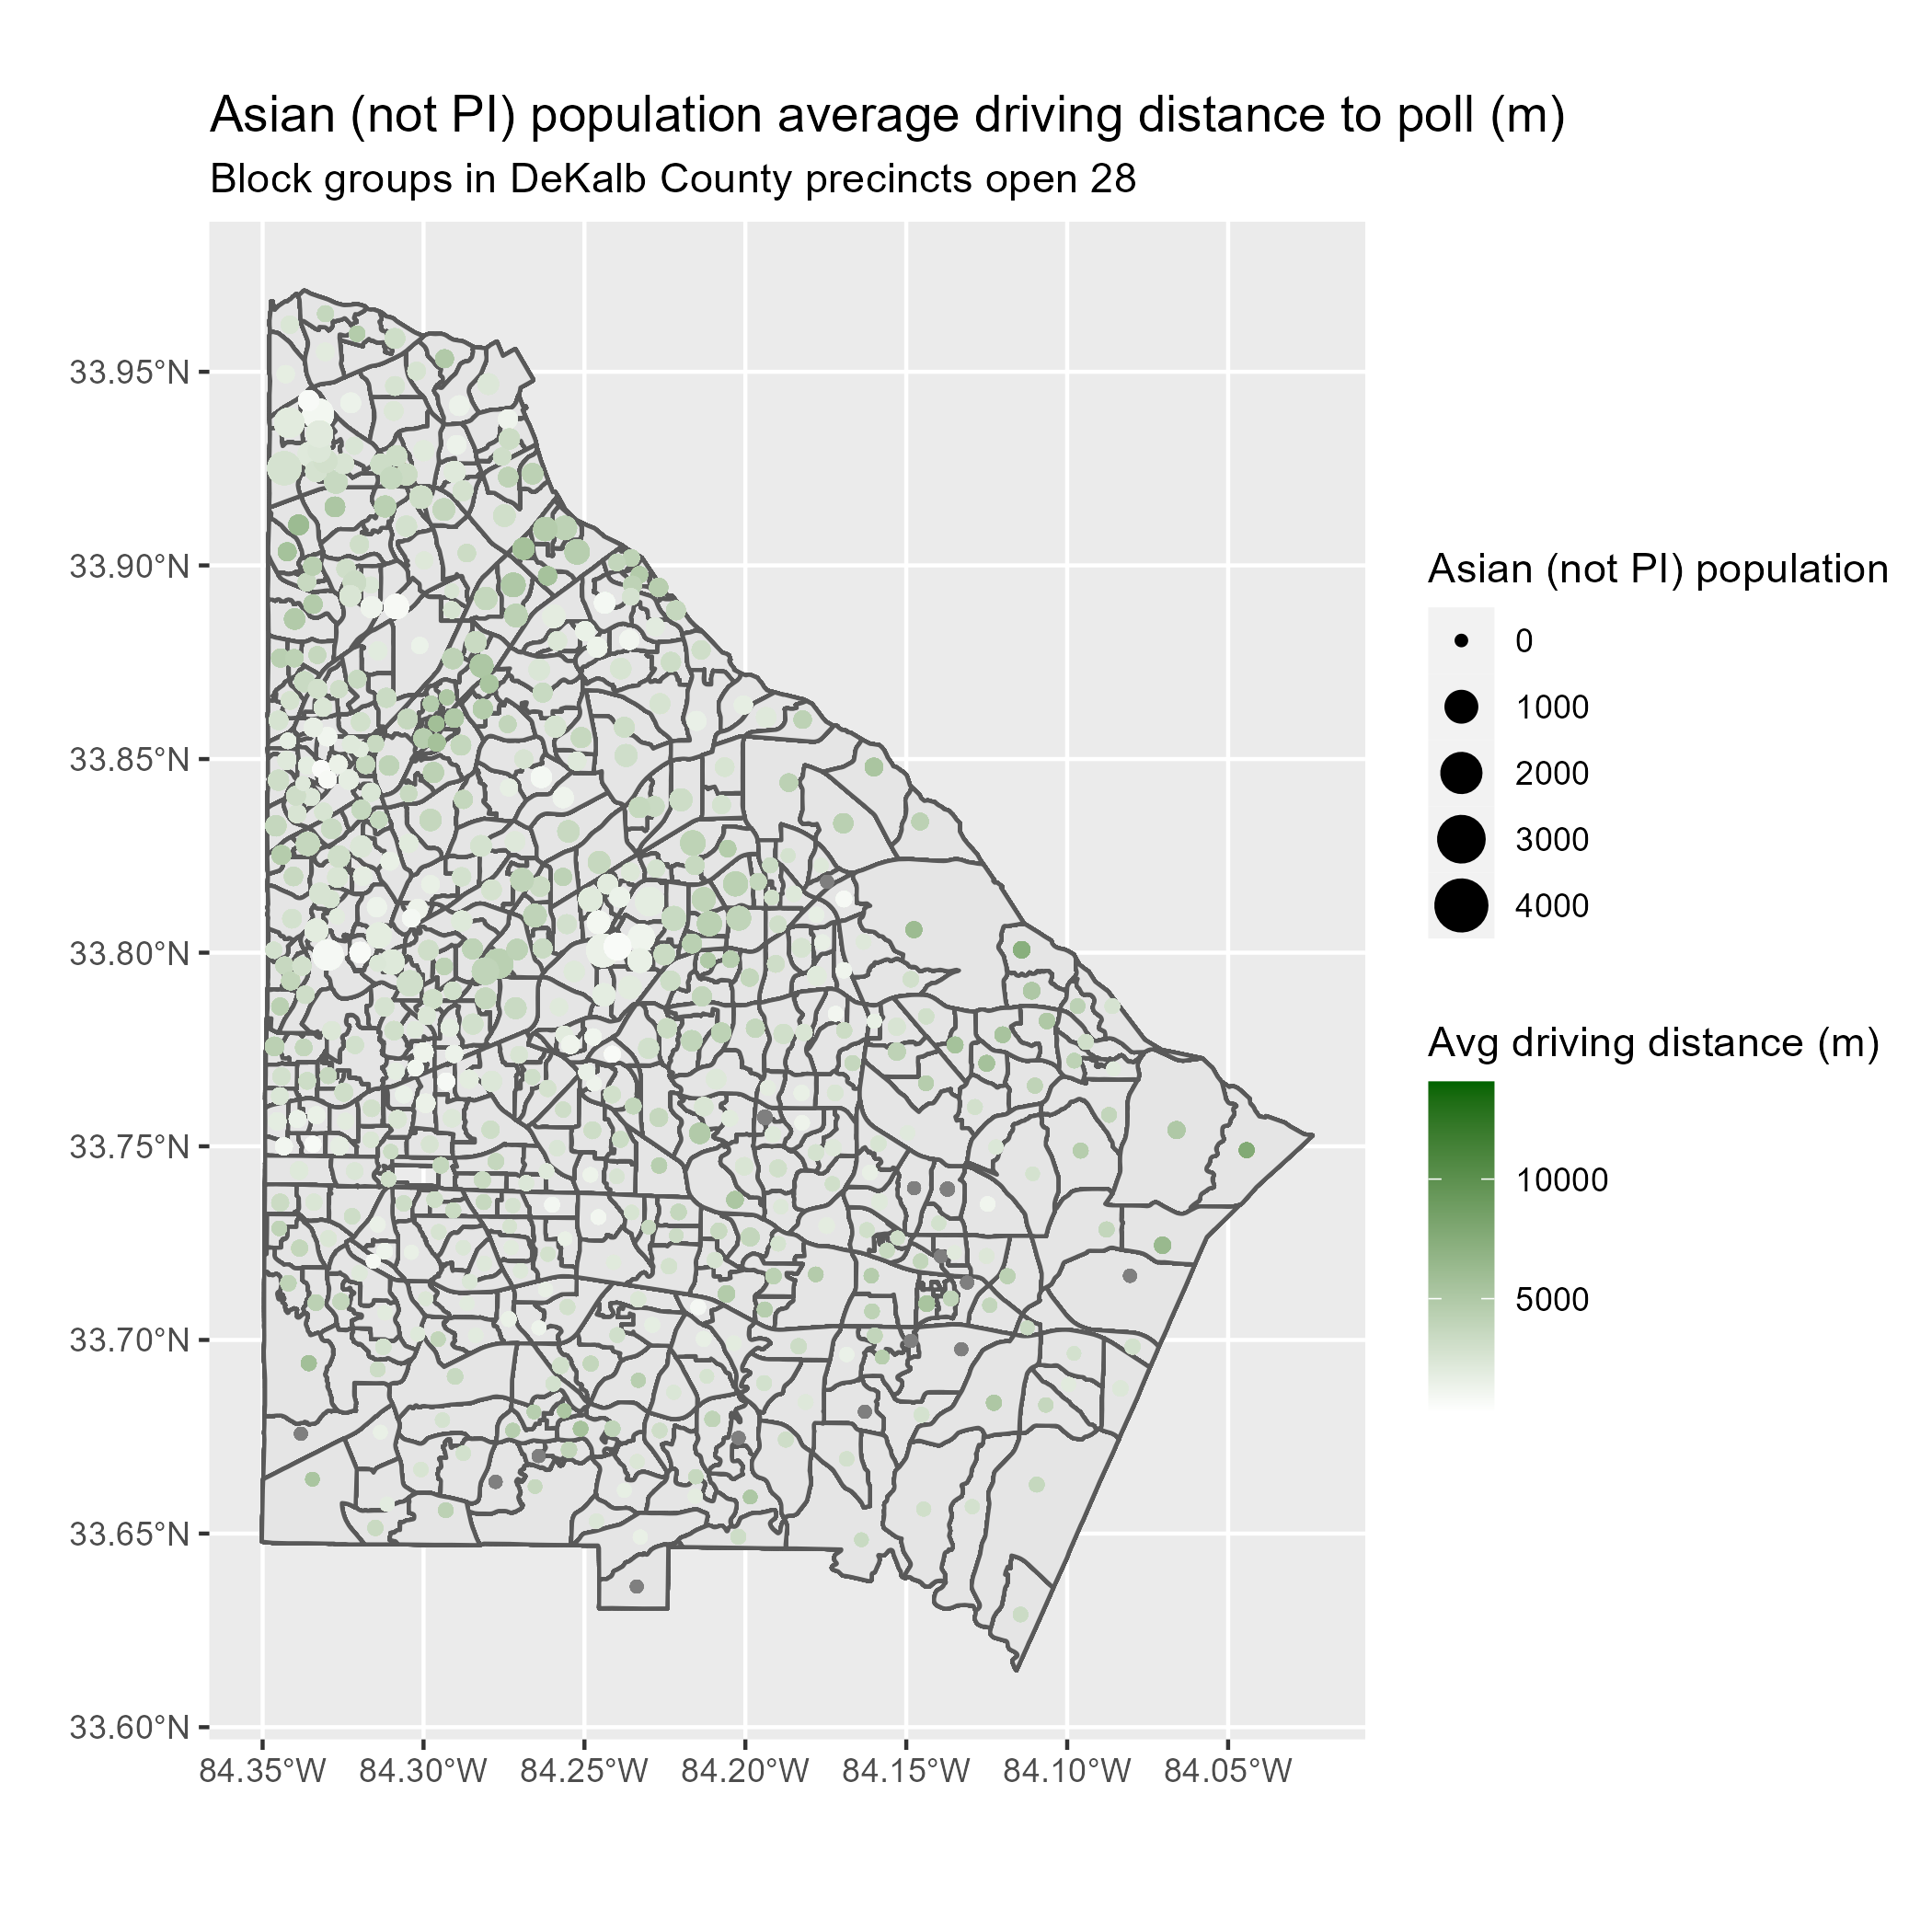 Asian (not PI) population average driving distance to poll (m)
Block groups in DeKalb County precincts open 28
33.95°N
33.90°N
33.85°N
33.80°N
33.75°N
33.70°N
33.65°N
33.60°N
84.35°W 84.30°W 84.25°W 84.20°W 84.15°W 84.10°W 84.05°W
Asian (not PI) population
0
1000
2000
3000
4000
Avg driving distance (m)
10000
5000